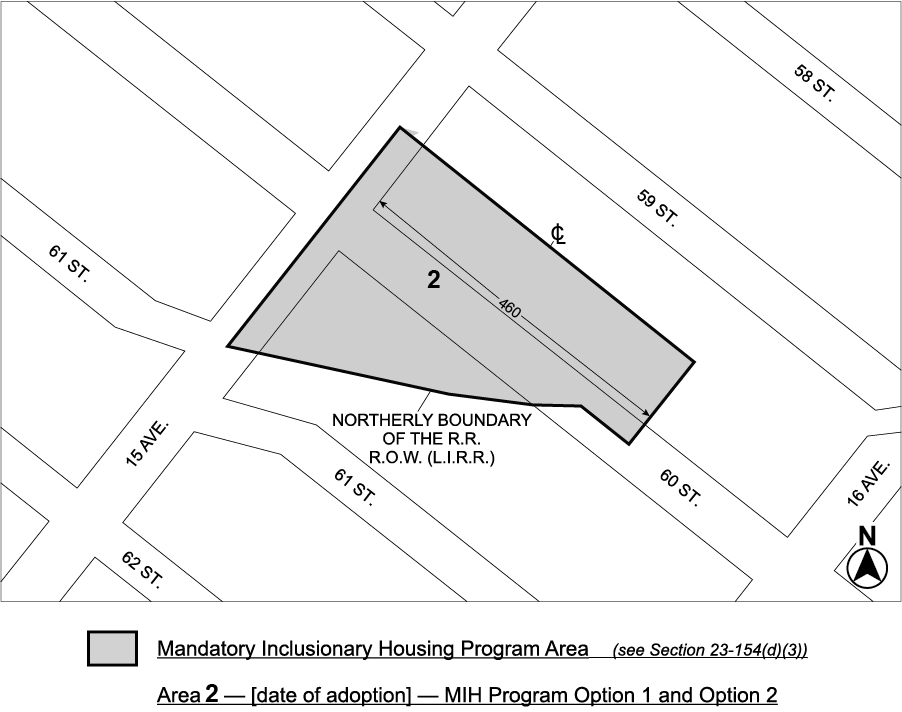 58 ST.
59 ST.
61 ST.
℄
2
460
NORTHERLY BOUNDARY
OF THE R.R.
R.O.W. (L.I.R.R.)
15 AVE.
61 ST.
60 ST.
16 AVE.
N
62 ST.
Mandatory Inclusionary Housing Program Area (see Section 23-154(d)(3))
Area 2 — [date of adoption] — MIH Program Option 1 and Option 2